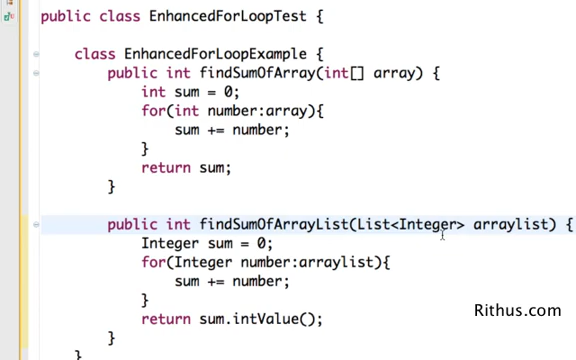 public class EnhancedForLoopTest {
class EnhancedForLoopExample {
public int findSumOfArray(int[] array) {
int sum = 0;
for(int number:array){
sum += number;
}
return sum;
}
public int findSumOfArrayList(List<Integer> arraylist) {
Integer sum = 0;
for(Integer number:arraylist){
sum += number;
}
return sum.intValue();
}
}
Rithus.com